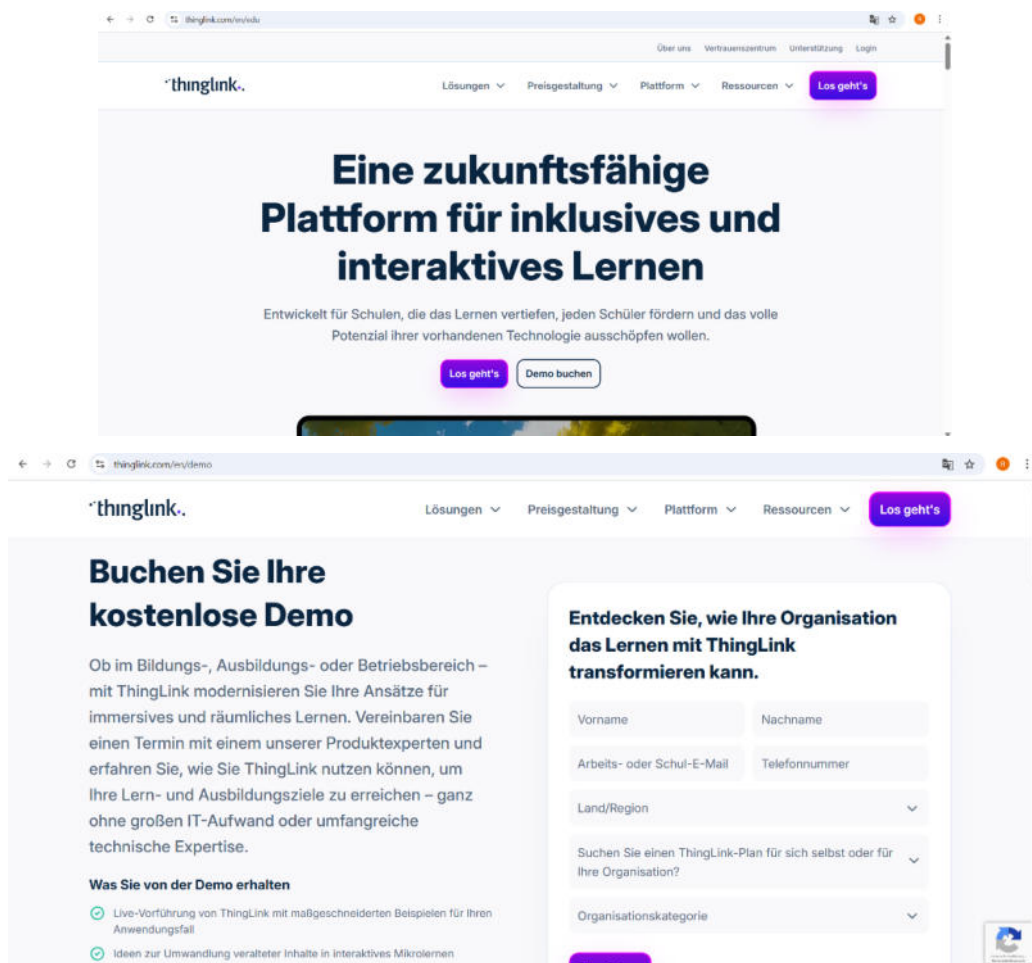 thinglink.com/en/edu
Über uns Vertrauenszentrum Unterstützung Login
thinglink.
Lösungen Preisgestaltung Plattform Ressourcen Los geht's
Eine zukunftsfähige
Plattform für inklusives und
interaktives Lernen
Entwickelt für Schulen, die das Lernen vertiefen, jeden Schüler fördern und das volle
Potenzial ihrer vorhandenen Technologie ausschöpfen wollen.
Los geht's Demo buchen
thinglink.com/en/demo
thinglink.
Lösungen Preisgestaltung Plattform Ressourcen Los geht's
Buchen Sie Ihre
kostenlose Demo
Ob im Bildungs-, Ausbildungs- oder Betriebsbereich –
mit ThingLink modernisieren Sie Ihre Ansätze für
immersives und räumliches Lernen. Vereinbaren Sie
einen Termin mit einem unserer Produktexperten und
erfahren Sie, wie Sie ThingLink nutzen können, um
Ihre Lern- und Ausbildungsziele zu erreichen – ganz
ohne großen IT-Aufwand oder umfangreiche
technische Expertise.
Was Sie von der Demo erhalten
Live-Vorführung von ThingLink mit maßgeschneiderten Beispielen für Ihren
Anwendungsfall
Ideen zur Umwandlung veralteter Inhalte in interaktives Mikrolernen
Entdecken Sie, wie Ihre Organisation
das Lernen mit ThingLink
transformieren kann.
Vorname Nachname
Arbeits- oder Schul-E-Mail Telefonnummer
Land/Region
Suchen Sie einen ThingLink-Plan für sich selbst oder für
Ihre Organisation?
Organisationskategorie